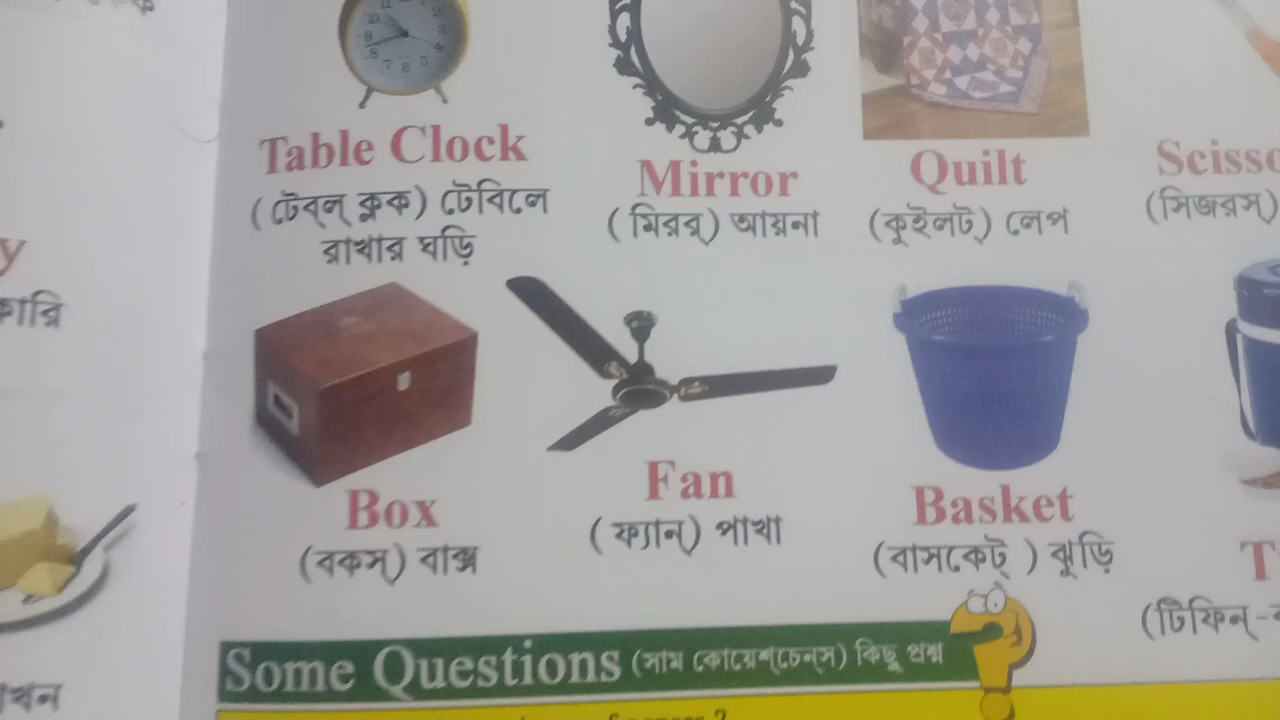 Table Clock
(টেব্‌ল্ ক্লক) টেবিলে
রাখার ঘড়ি
Mirror
(মিরর্) আয়না
Quilt
(কুইলট) লেপ
(সিজরস্)
কারি
Box
(বকস্) বাক্স
Fan
(ফ্যান্) পাখা
Basket
(বাসকেট্) ঝুড়ি
(টিফিন্-
Some Questions (সাম কোয়েশ্চেন্‌স) কিছু প্রশ্ন